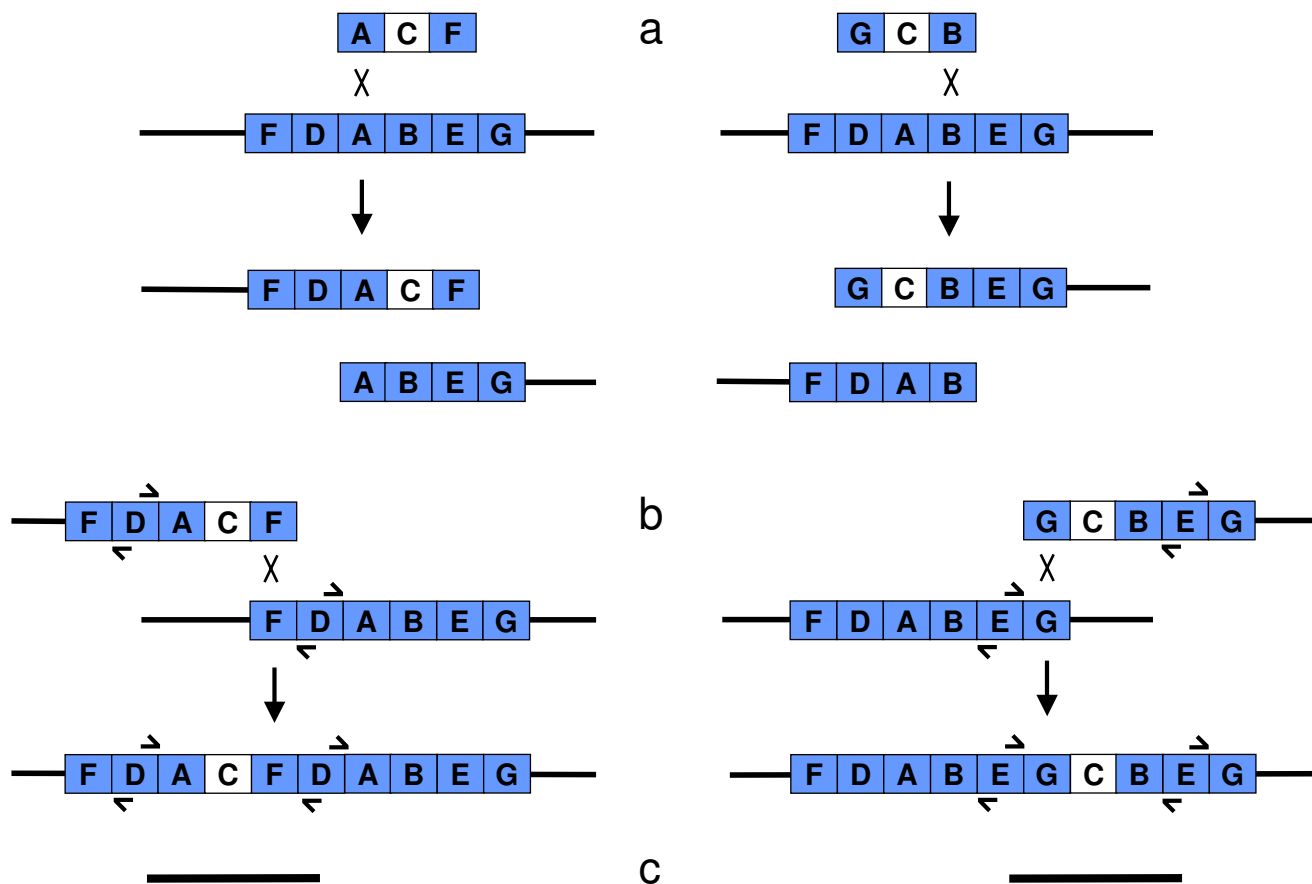 A C F a G C B
F D A B E G F D A B E G
F D A C F G C B E G
A B E G F D A B
F D A C F b G C B E G
F D A B E G F D A B E G
F D A C F D A B E G F D A B E G C B E G
c